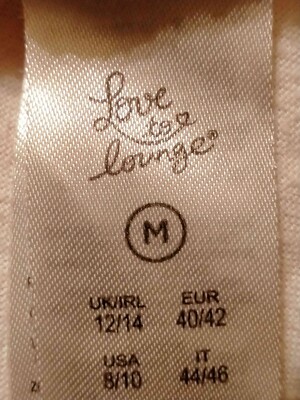 Love
to
lounge®
M
UK/IRL EUR
12/14 40/42
USA IT
8/10 44/46